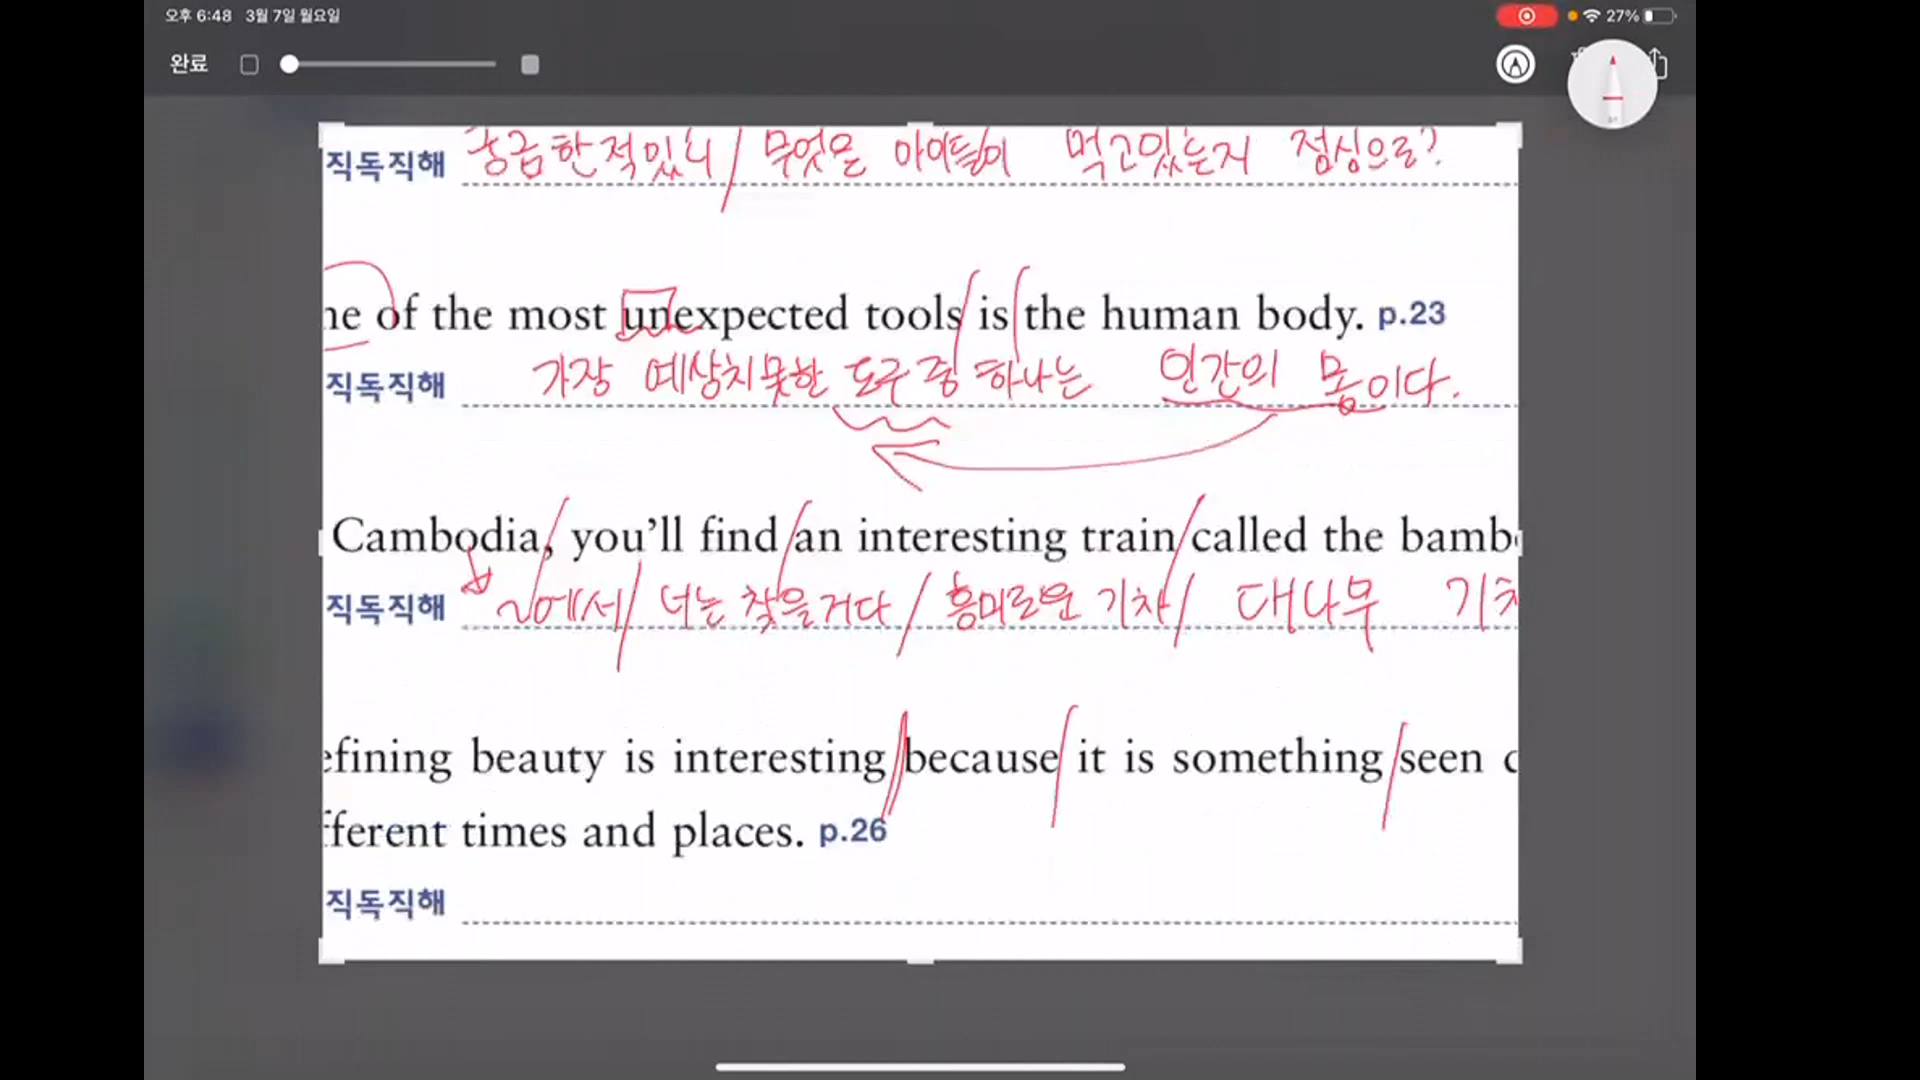 오후 6:48 3월 7일 월요일
27%
완료
직독직해 궁금한적있니 / 무엇을 아이들이 먹고있는지 점심으로?
ne of the most unexpected tools is the human body. p.23
직독직해 가장 예상치못한 도구 중 하나는 인간의 몸이다.
Cambodia, you'll find an interesting train called the bamb
직독직해 ~에서 / 너는 찾을거다 / 흥미로운 기차 / 대나무 기차
efining beauty is interesting because it is something seen
fferent times and places. p.26
직독직해